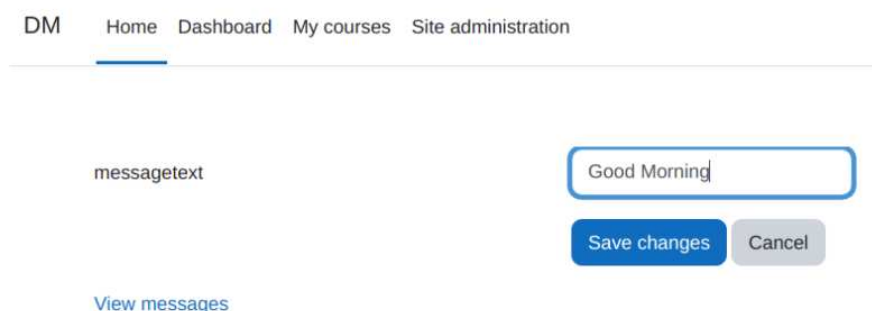 DM Home Dashboard My courses Site administration
messagetext Good Morning
Save changes Cancel
View messages